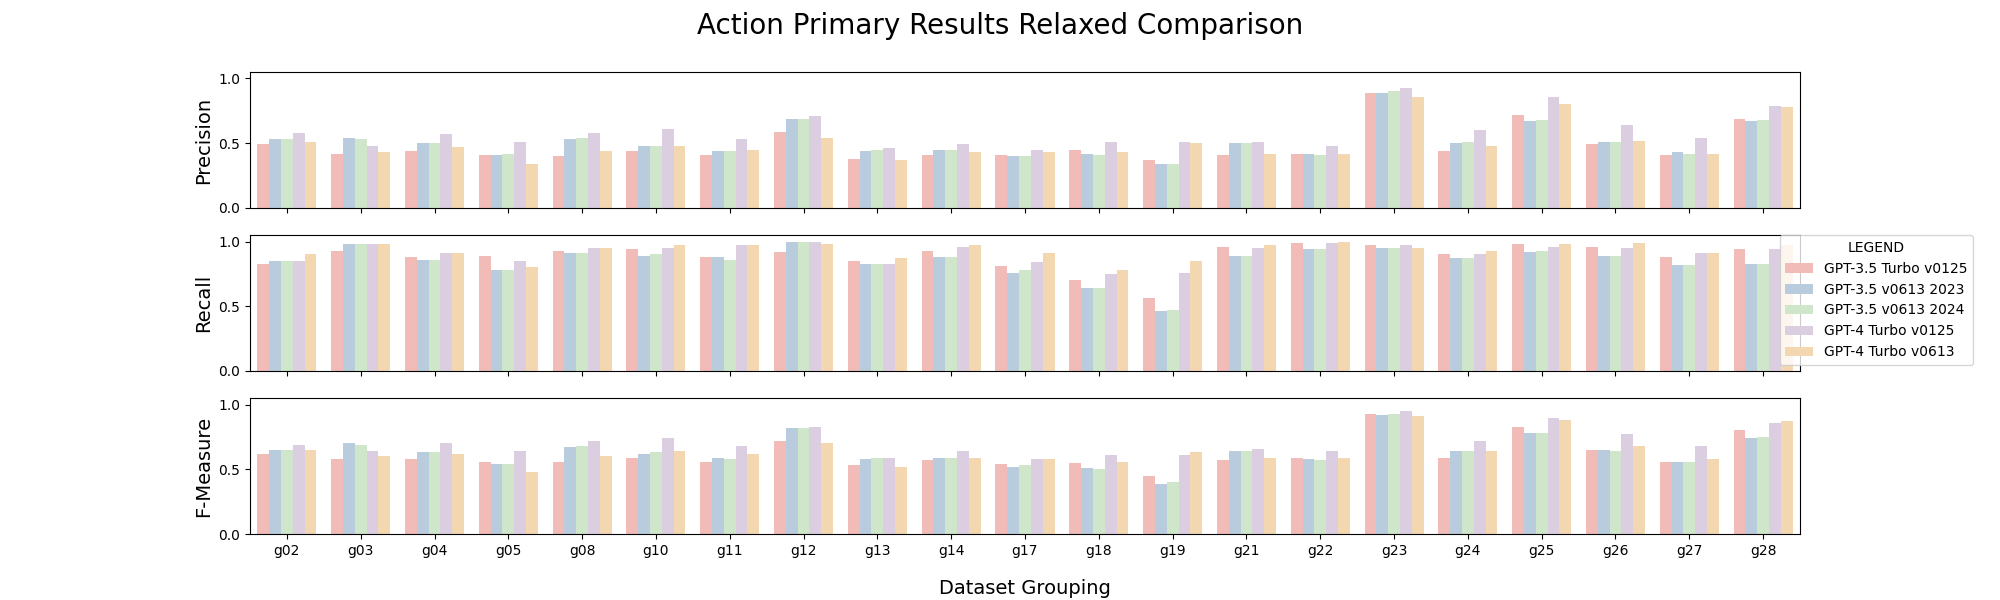 Action Primary Results Relaxed Comparison
Precision
1.0
0.5
0.0
Recall
1.0
0.5
0.0
LEGEND
GPT-3.5 Turbo v0125
GPT-3.5 v0613 2023
GPT-3.5 v0613 2024
GPT-4 Turbo v0125
GPT-4 Turbo v0613
F-Measure
1.0
0.5
0.0
g02 g03 g04 g05 g08 g10 g11 g12 g13 g14 g17 g18 g19 g21 g22 g23 g24 g25 g26 g27 g28
Dataset Grouping